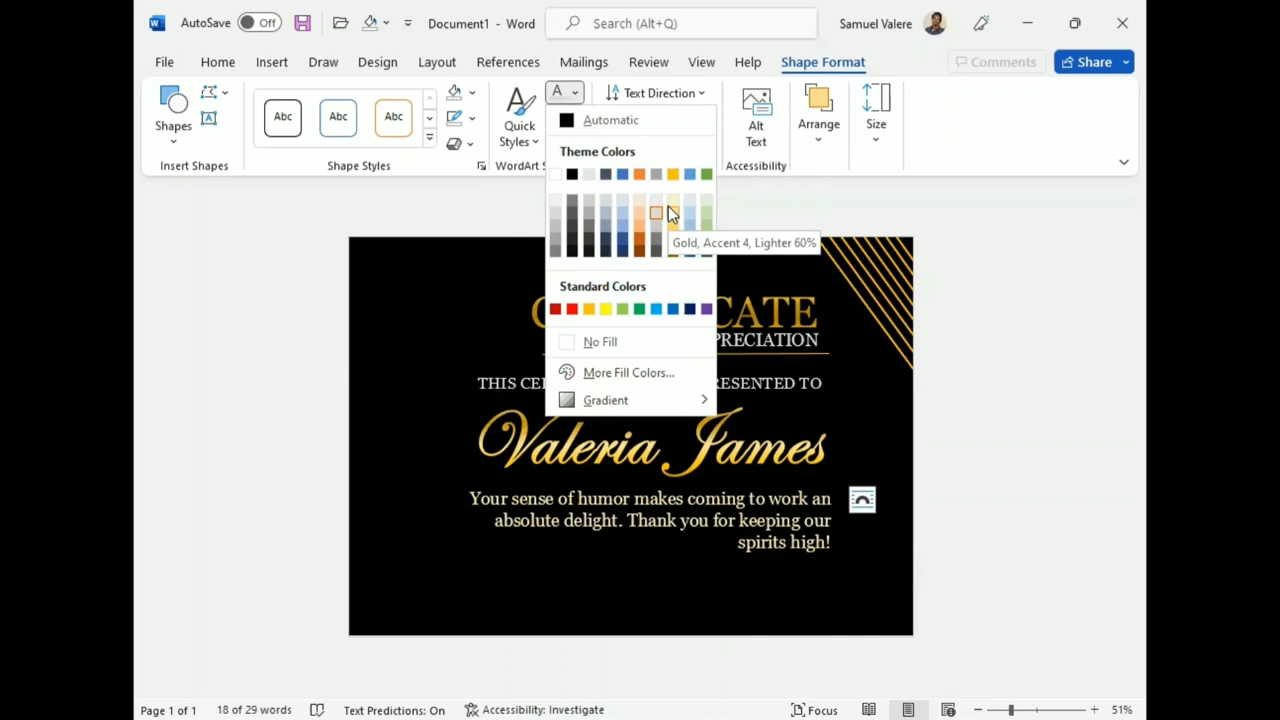 AutoSave Off Document1 - Word Search (Alt+Q) Samuel Valere
File Home Insert Draw Design Layout References Mailings Review View Help Shape Format Comments Share
Shapes
Abc Abc Abc
Quick
Styles
A
Text Direction
Alt
Text
Arrange
Size
Insert Shapes Shape Styles WordArt S Accessibility
Automatic
Theme Colors
Gold, Accent 4, Lighter 60%
Standard Colors
No Fill
More Fill Colors...
Gradient
CATE
PRECIATION
THIS CE ESENTED TO
Valeria James
Your sense of humor makes coming to work an
absolute delight. Thank you for keeping our
spirits high!
Page 1 of 1 18 of 29 words Text Predictions: On Accessibility: Investigate Focus 51%